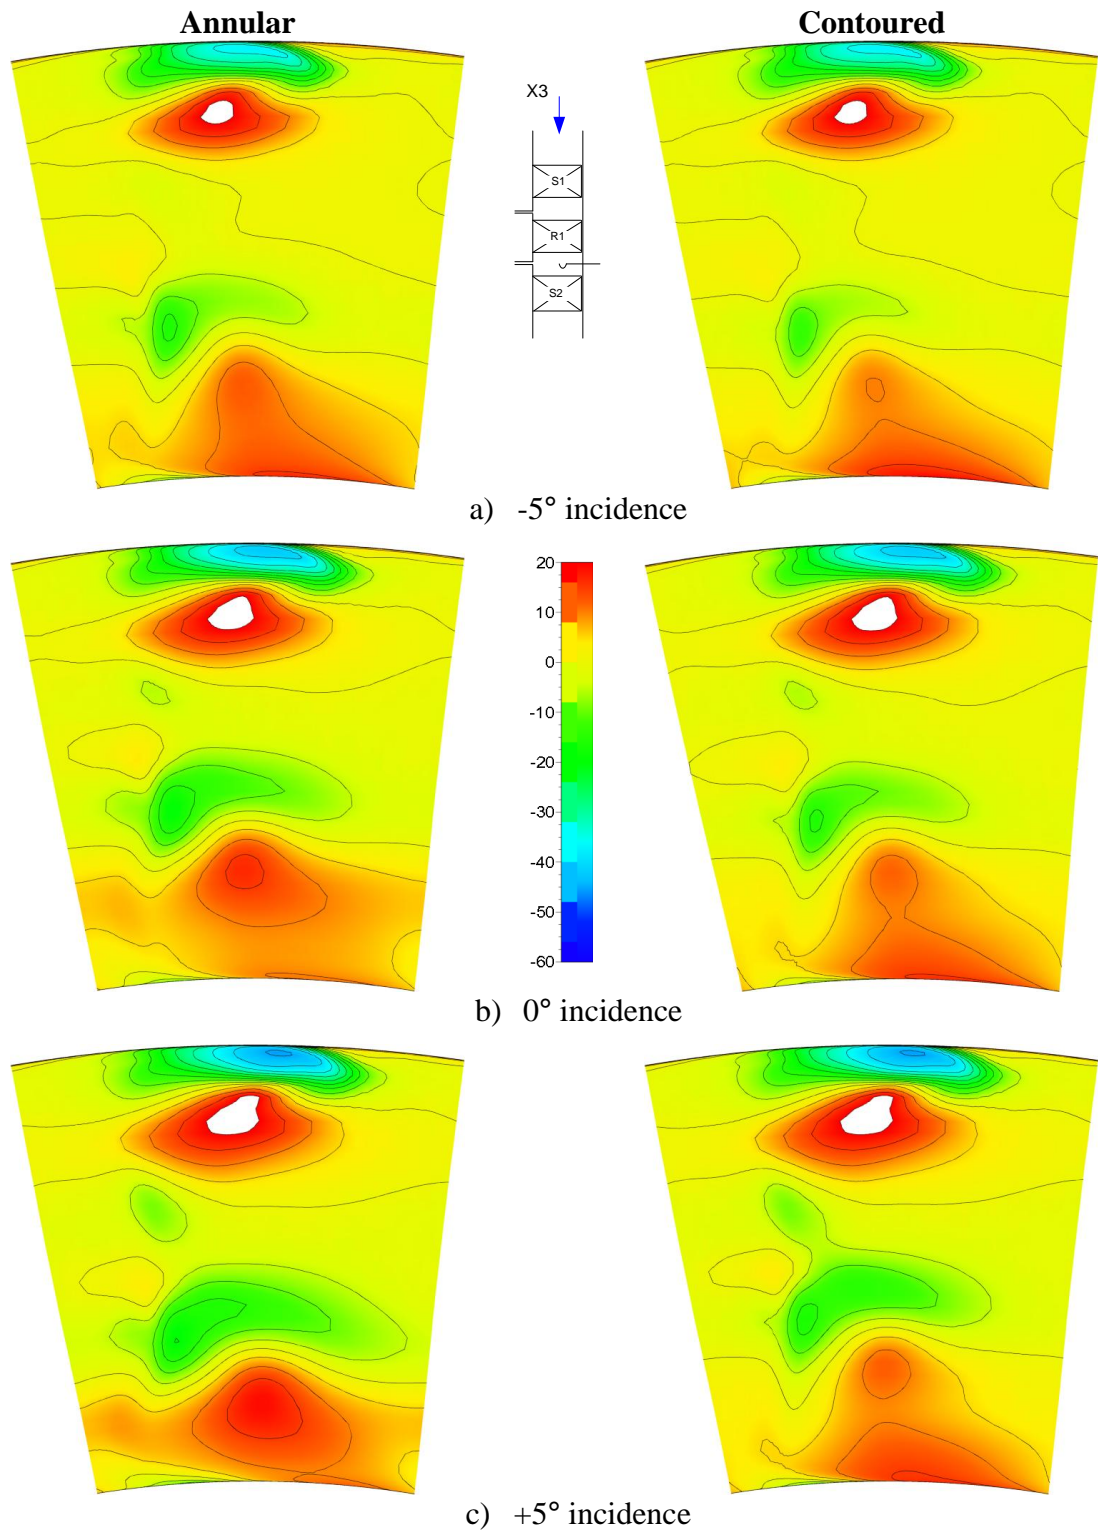 Annular
Contoured
X3
S1
R1
S2
a) -5° incidence
20
10
0
-10
-20
-30
-40
-50
-60
b) 0° incidence
c) +5° incidence